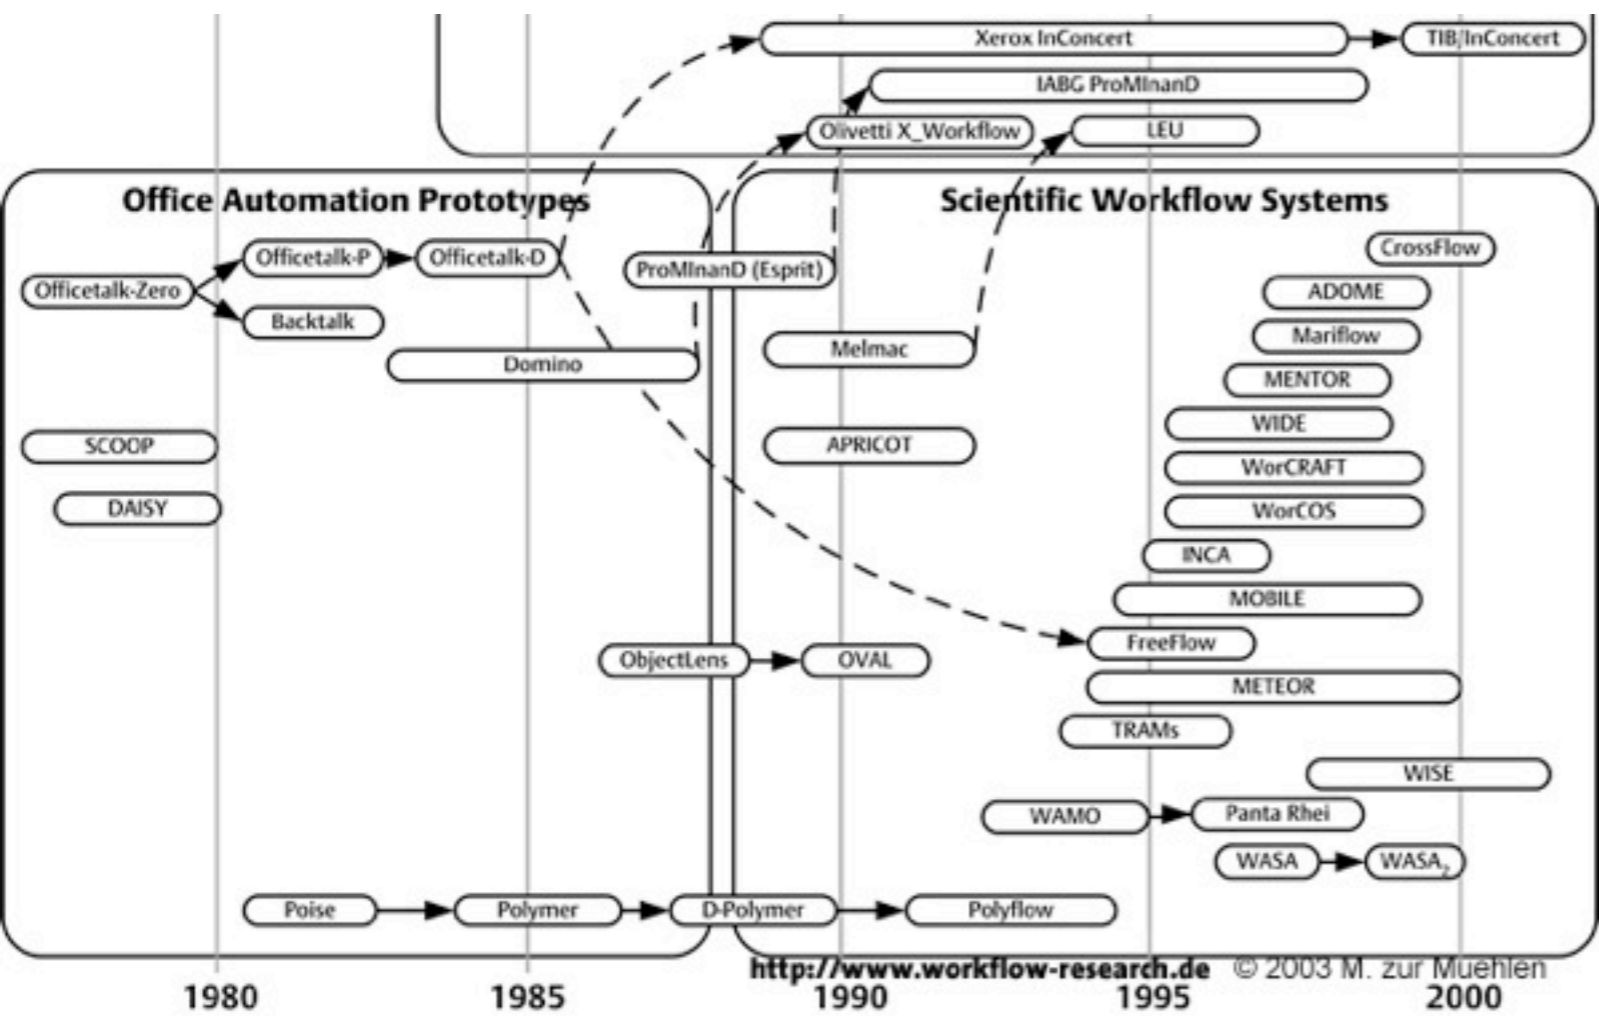 Xerox InConcert
TIB/InConcert
IABG ProMInanD
Olivetti X_Workflow
LEU
Office Automation Prototypes
Scientific Workflow Systems
Officetalk-P
Officetalk-D
CrossFlow
ProMInanD (Esprit)
Officetalk-Zero
ADOME
Backtalk
Mariflow
Melmac
Domino
MENTOR
WIDE
SCOOP
APRICOT
WorCRAFT
DAISY
WorCOS
INCA
MOBILE
FreeFlow
ObjectLens
OVAL
METEOR
TRAMs
WISE
WAMO
Panta Rhei
WASA
WASA₂
Poise
Polymer
D-Polymer
Polyflow
http://www.workflow-research.de © 2003 M. zur Muehlen
1980 1985 1990 1995 2000